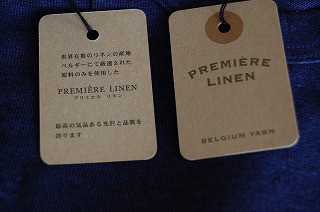 世界有数のリネンの産地
ベルギーにて厳選された
原料のみを使用した
PREMIÈRE LINEN
プリミエル リネン
最高の気品ある光沢と品質を
誇ります
PREMIÈRE
LINEN
BELGIUM YARN